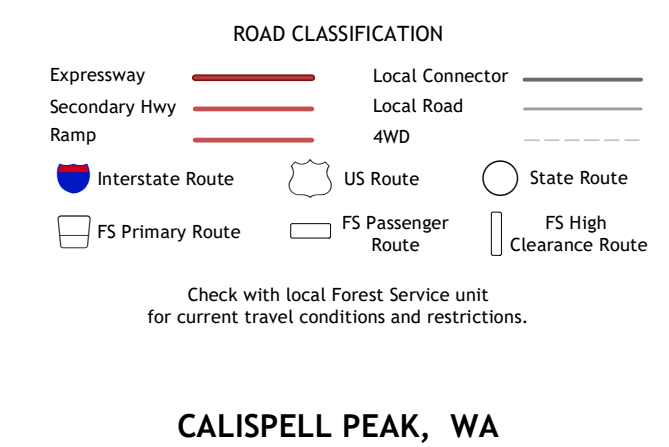 ROAD CLASSIFICATION
Expressway
Local Connector
Secondary Hwy
Local Road
Ramp
4WD
Interstate Route
US Route
State Route
FS Primary Route
FS Passenger
Route
FS High
Clearance Route
Check with local Forest Service unit
for current travel conditions and restrictions.
CALISPELL PEAK, WA